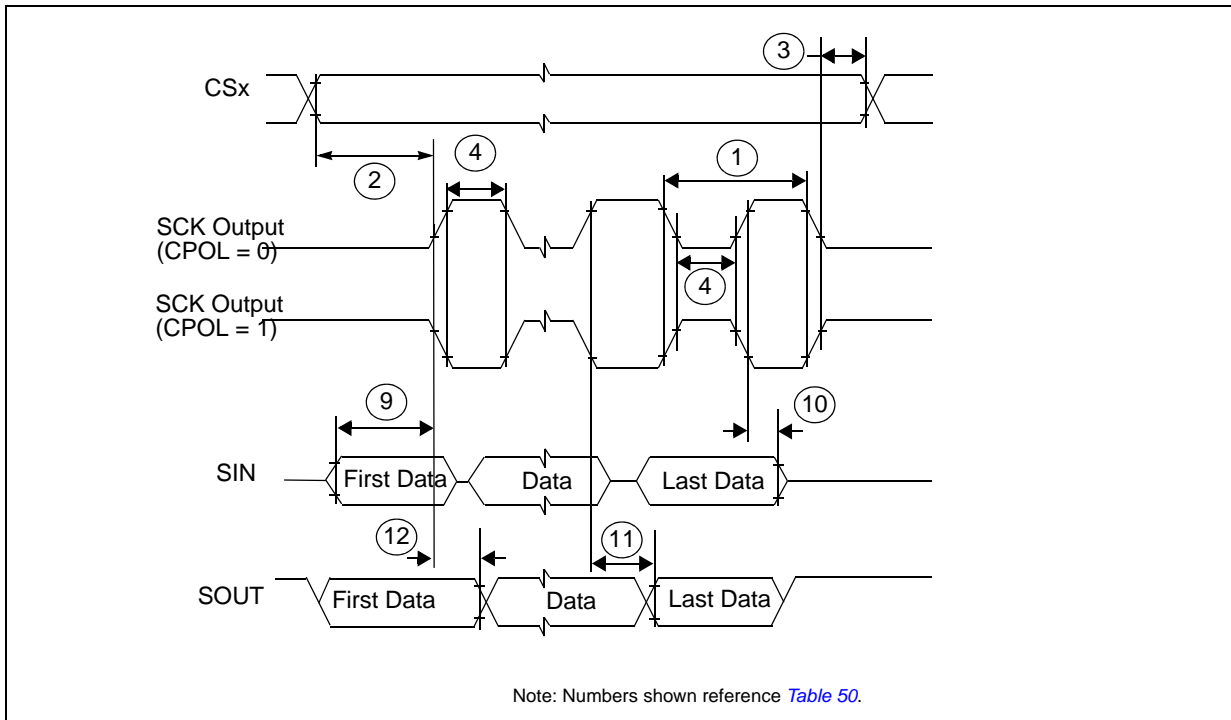 3
CSx
2
4
1
SCK Output
(CPOL = 0)
4
SCK Output
(CPOL = 1)
9
10
SIN
First Data
Data
Last Data
12
11
SOUT
First Data
Data
Last Data
Note: Numbers shown reference Table 50.